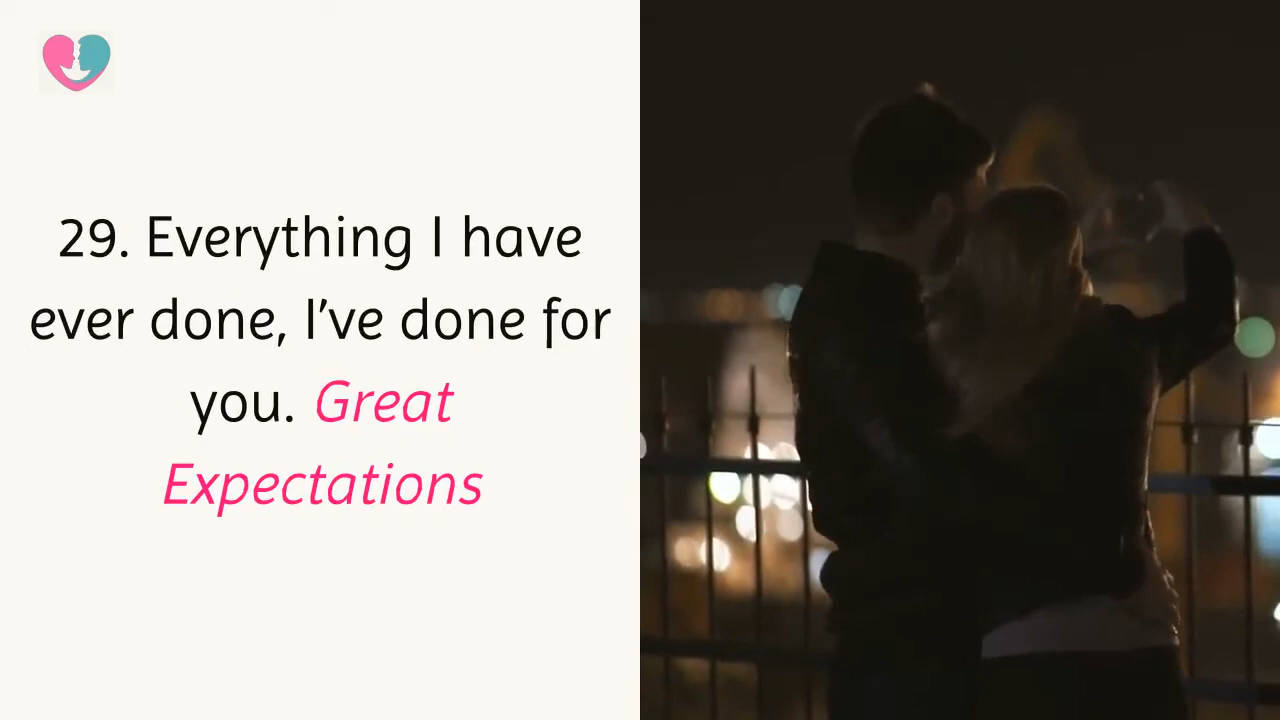 29. Everything I have
ever done, I’ve done for
you. Great
Expectations